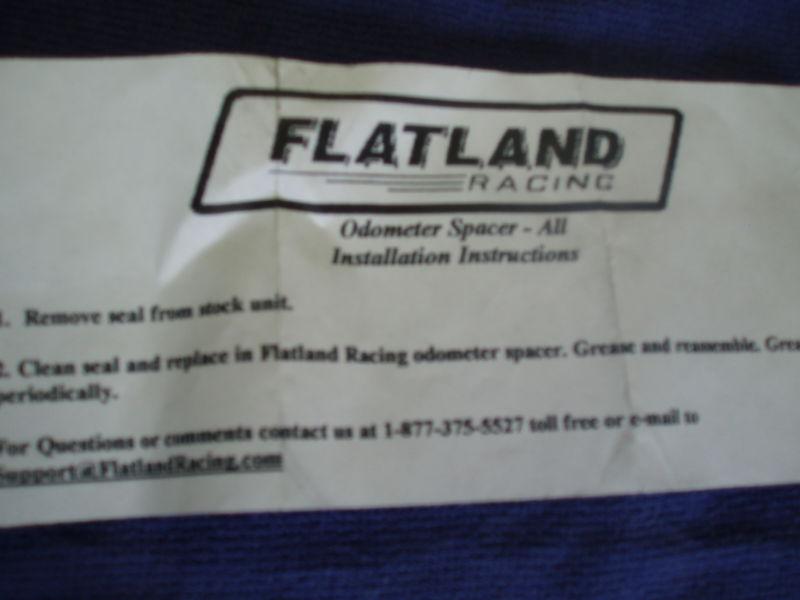 FLATLAND
RACING
Odometer Spacer - All
Installation Instructions
1. Remove seal from stock unit.
2. Clean seal and replace in Flatland Racing odometer spacer. Grease and reassemble. Grea
periodically.
For Questions or comments contact us at 1-877-375-5527 toll free or e-mail to
Support@FlatlandRacing.com